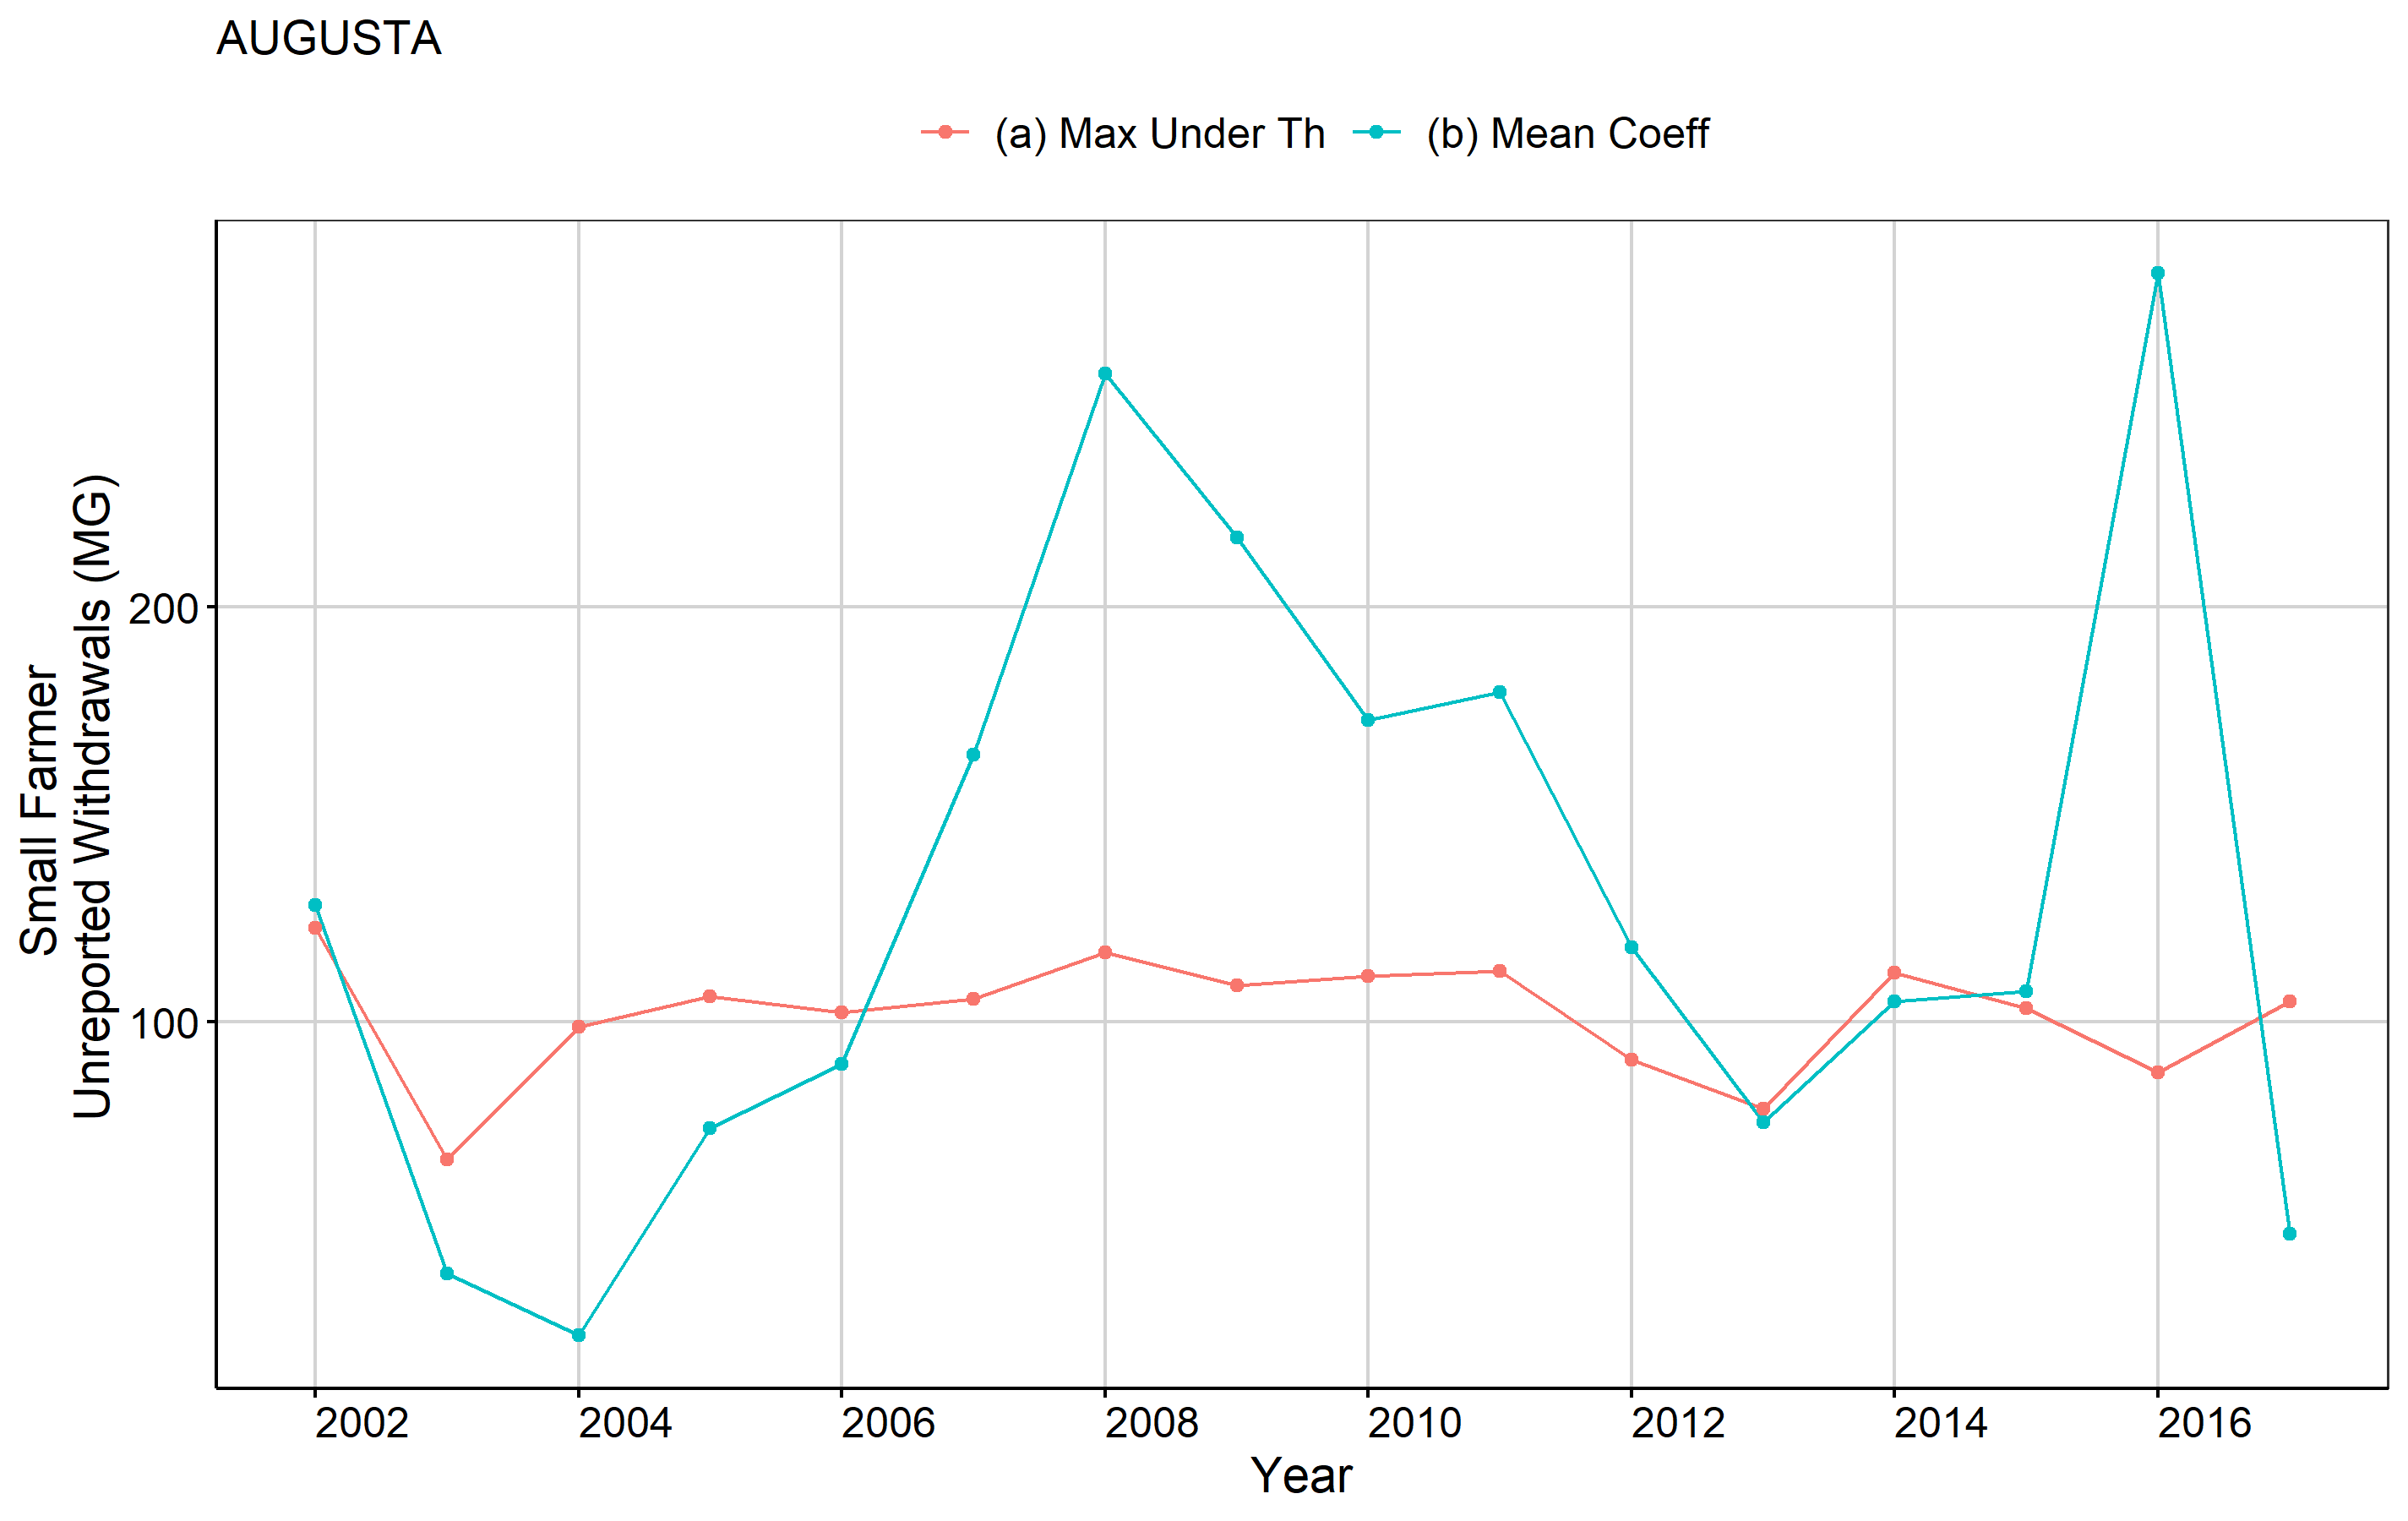 AUGUSTA
(a) Max Under Th (b) Mean Coeff
Small Farmer
Unreported Withdrawals (MG)
200
100
2002 2004 2006 2008 2010 2012 2014 2016
Year